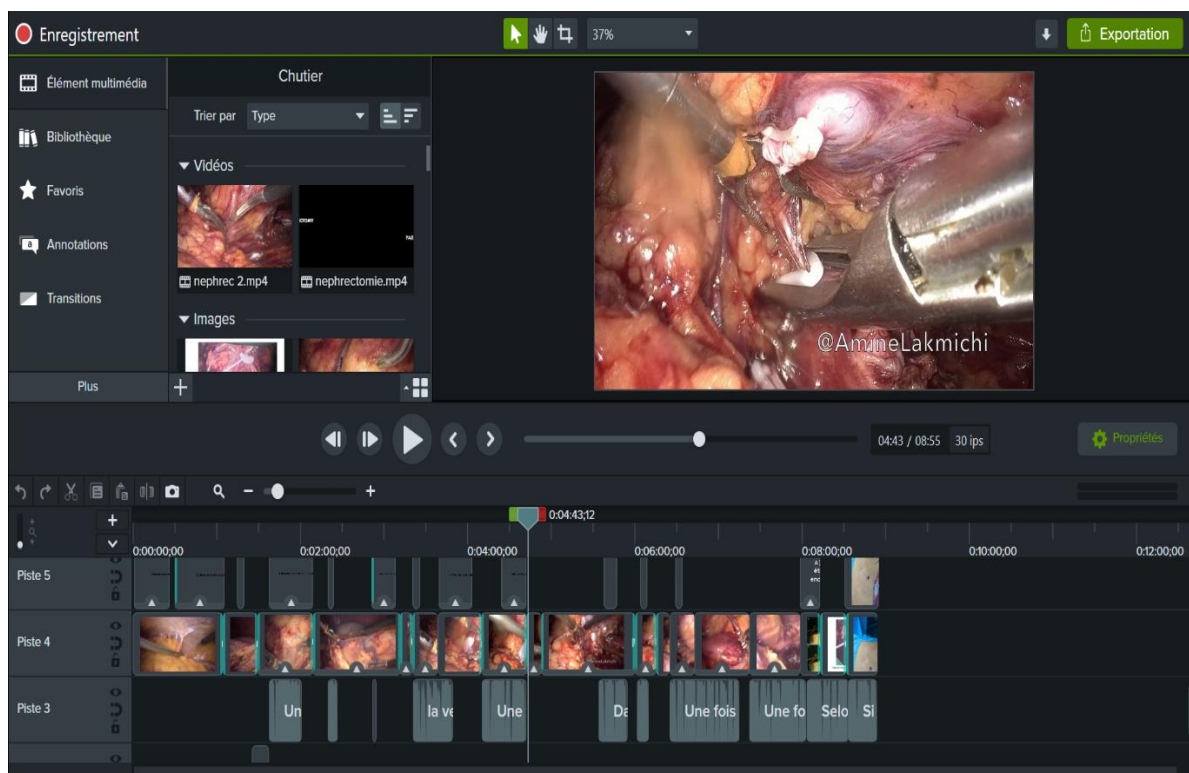 Enregistrement
37%
Exportation
Élément multimédia
Bibliothèque
Favoris
Annotations
Transitions
Plus
Chutier
Trier par Type
Vidéos
nephrec 2.mp4
nephrectomie.mp4
Images
@AmineLakmichi
04:43 / 08:55 30 ips
Propriétés
0:04:43;12
0:00:00;00 0:02:00;00 0:04:00;00 0:06:00;00 0:08:00;00 0:10:00;00 0:12:00;00
Piste 5
Piste 4
Piste 3
Un la ve Une Da Une fois Une fo Selo Si